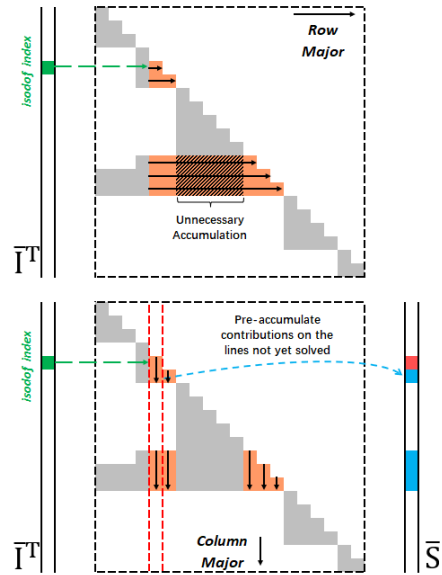 Row
Major
isodof index
Unnecessary
Accumulation
I̅ᵀ
Pre-accumulate
contributions on the
lines not yet solved
isodof index
Column
Major
I̅ᵀ
S̅